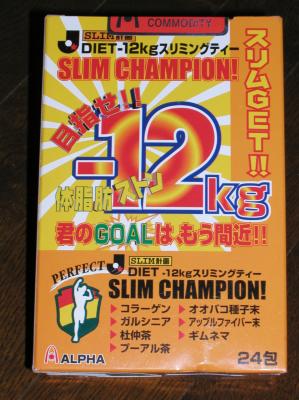 COMMODITY
J SLIM計画
DIET-12kgスリミングティー
SLIM CHAMPION!
スリムGET!!
目指せ!!
-12kg
体脂肪ストン
君のGOALは、もう間近!!
PERFECT
J SLIM計画
DIET -12kgスリミングティー
SLIM CHAMPION!
コラーゲン
オオバコ種子末
ガルシニア
アップルファイバー末
杜仲茶
ギムネマ
プーアル茶
ALPHA
24包